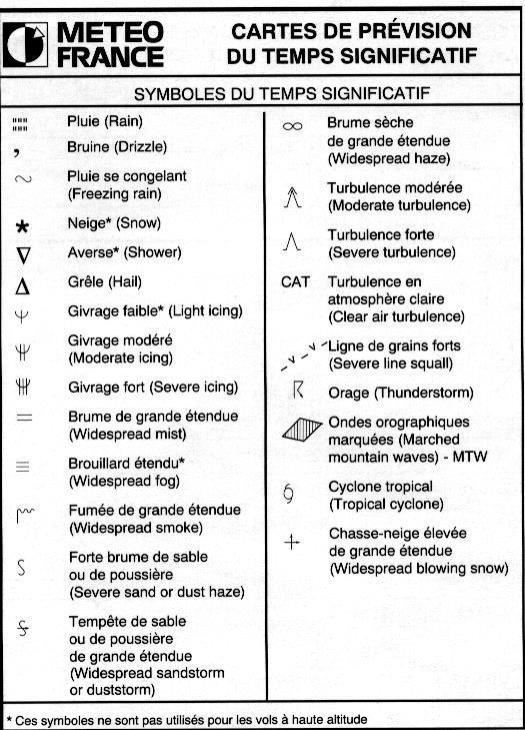 METEO
FRANCE
CARTES DE PRÉVISION
DU TEMPS SIGNIFICATIF
SYMBOLES DU TEMPS SIGNIFICATIF
Pluie (Rain)
Bruine (Drizzle)
Pluie se congelant
(Freezing rain)
Neige* (Snow)
Averse* (Shower)
Grêle (Hail)
Givrage faible* (Light icing)
Givrage modéré
(Moderate icing)
Givrage fort (Severe icing)
Brume de grande étendue
(Widespread mist)
Brouillard étendu*
(Widespread fog)
Fumée de grande étendue
(Widespread smoke)
Forte brume de sable
ou de poussière
(Severe sand or dust haze)
Tempête de sable
ou de poussière
de grande étendue
(Widespread sandstorm
or duststorm)
Brume sèche
de grande étendue
(Widespread haze)
Turbulence modérée
(Moderate turbulence)
Turbulence forte
(Severe turbulence)
CAT Turbulence en
atmosphère claire
(Clear air turbulence)
Ligne de grains forts
(Severe line squall)
Orage (Thunderstorm)
Ondes orographiques
marquées (Marched
mountain waves) - MTW
Cyclone tropical
(Tropical cyclone)
Chasse-neige élevée
de grande étendue
(Widespread blowing snow)
* Ces symboles ne sont pas utilisés pour les vols à haute altitude